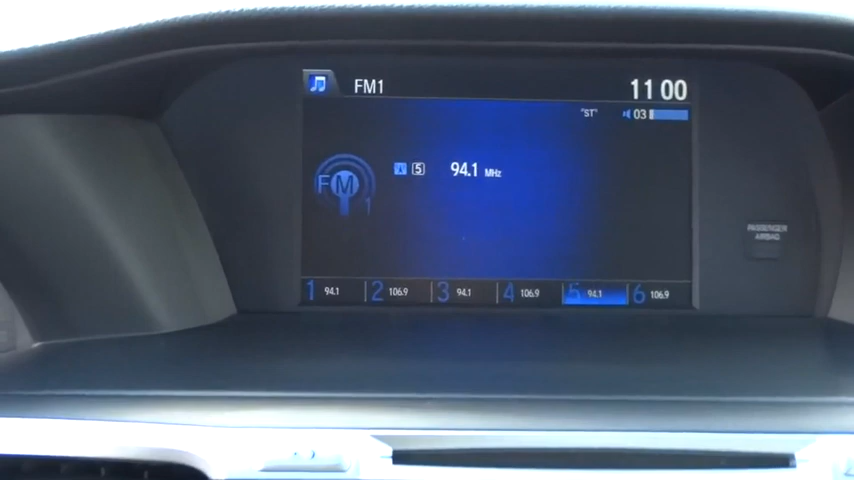 FM1
11 00
"ST"
03
FM
1
5
94.1 MHz
1 94.1 2 106.9 3 94.1 4 106.9 5 94.1 6 106.9
PASSENGER
AIRBAG